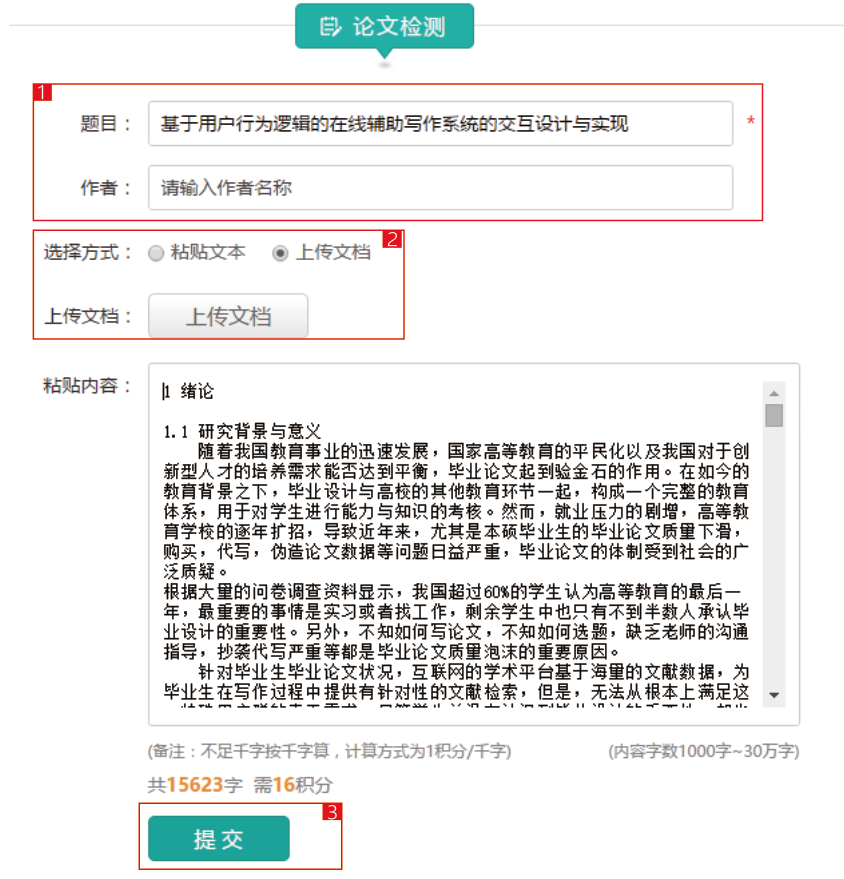 论文检测
1
题目： 基于用户行为逻辑的在线辅助写作系统的交互设计与实现 *
作者： 请输入作者名称
2
选择方式： 粘贴文本 上传文档
上传文档： 上传文档
粘贴内容：
1 绪论
1.1 研究背景与意义
随着我国教育事业的迅速发展，国家高等教育的平民化以及我国对于创
新型人才的培养需求能否达到平衡，毕业论文起到验金石的作用。在如今的
教育背景之下，毕业设计与高校的其他教育环节一起，构成一个完整的教育
体系，用于对学生进行能力与知识的考核。然而，就业压力的剧增，高等教
育学校的逐年扩招，导致近年来，尤其是本硕毕业生的毕业论文质量下滑，
购买，代写，伪造论文数据等问题日益严重，毕业论文的体制受到社会的广
泛质疑。
根据大量的问卷调查资料显示，我国超过60%的学生认为高等教育的最后一
年，最重要的事情是实习或者找工作，剩余学生中也只有不到半数人承认毕
业设计的重要性。另外，不知如何写论文，不知如何选题，缺乏老师的沟通
指导，抄袭代写严重等都是毕业论文质量泡沫的重要原因。
针对毕业生毕业论文状况，互联网的学术平台基于海量的文献数据，为
毕业生在写作过程中提供有针对性的文献检索，但是，无法从根本上满足这
(备注：不足千字按千字算，计算方式为1积分/千字) (内容字数1000字~30万字)
共15623字 需16积分
3
提 交